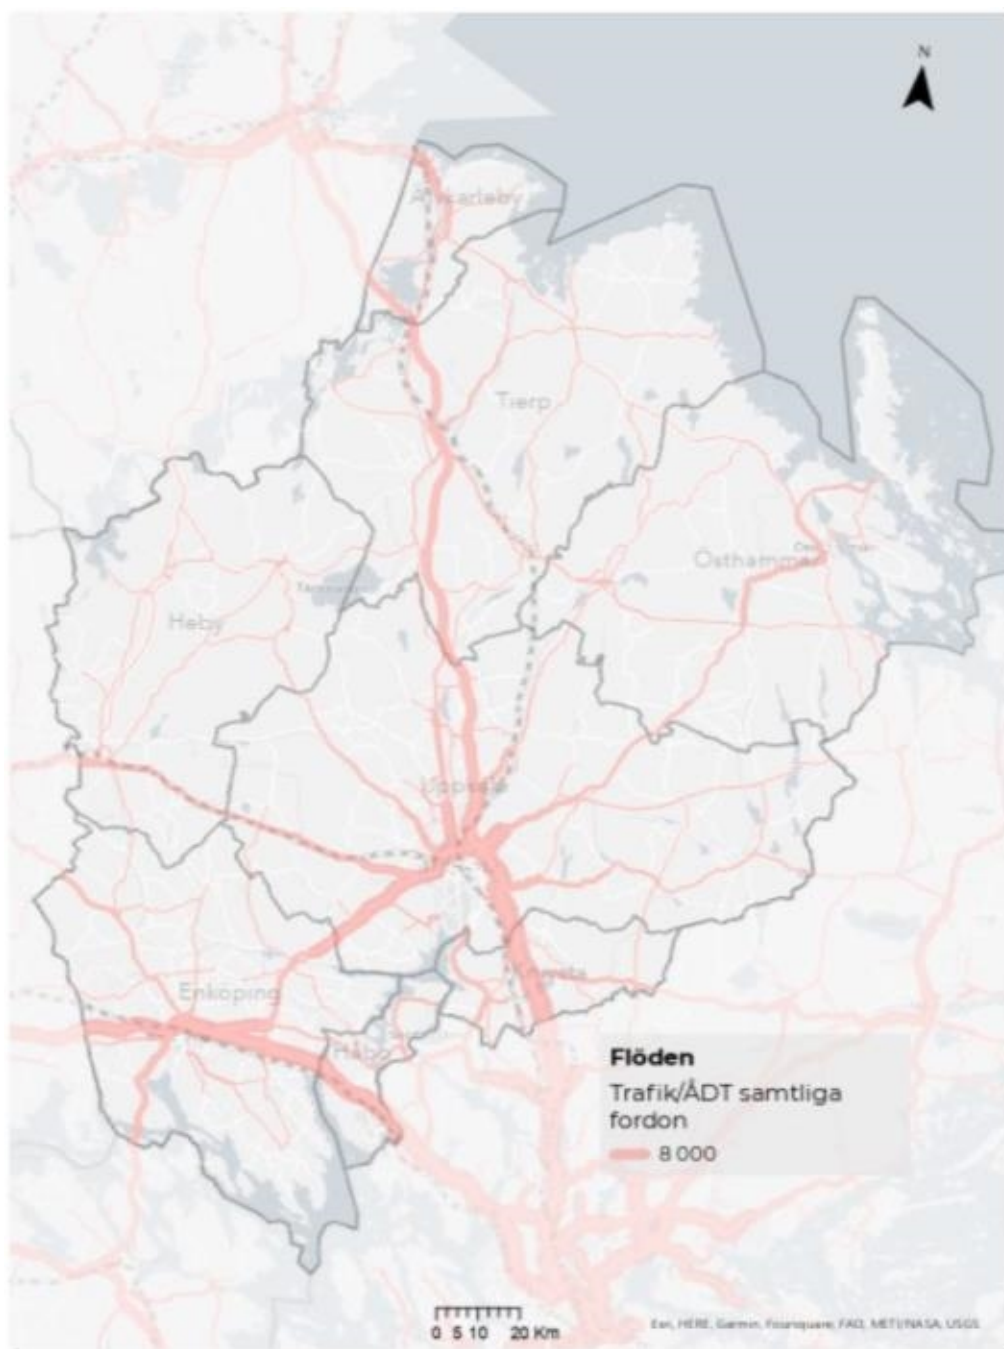 N
Älvkarleby
Tierp
Östhammar
Heby
Uppsala
Knivsta
Enköping
Håbo
Flöden
Trafik/ÅDT samtliga
fordon
8 000
0 5 10 20 Km
Esri, HERE, Garmin, Foursquare, FAO, METI/NASA, USGS